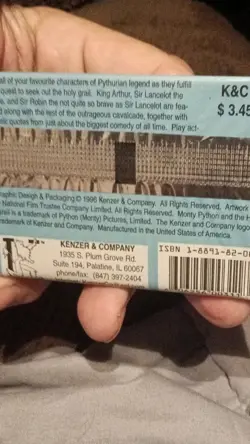 all of your favourite characters of Pythonian legend as they fulfil
quest to seek out the holy grail. King Arthur, Sir Lancelot the
e, and Sir Robin the not quite so brave as Sir Lancelot are fea-
d along with the rest of the outrageous cavalcade, together with
quotes from just about the biggest comedy of all time. Play act-
K&C
$ 3.45
Graphic Design & Packaging © 1996 Kenzer & Company. All Rights Reserved. Artwork
National Film Trustee Company Limited. All Rights Reserved. Monty Python and the
is a trademark of Python (Monty) Pictures, Limited. The Kenzer and Company logo
trademark of Kenzer and Company. Manufactured in the United States of America.
KENZER & COMPANY
1935 S. Plum Grove Rd.
Suite 194, Palatine, IL 60067
phone/fax: (847) 397-2404
ISBN 1-8891-82-0